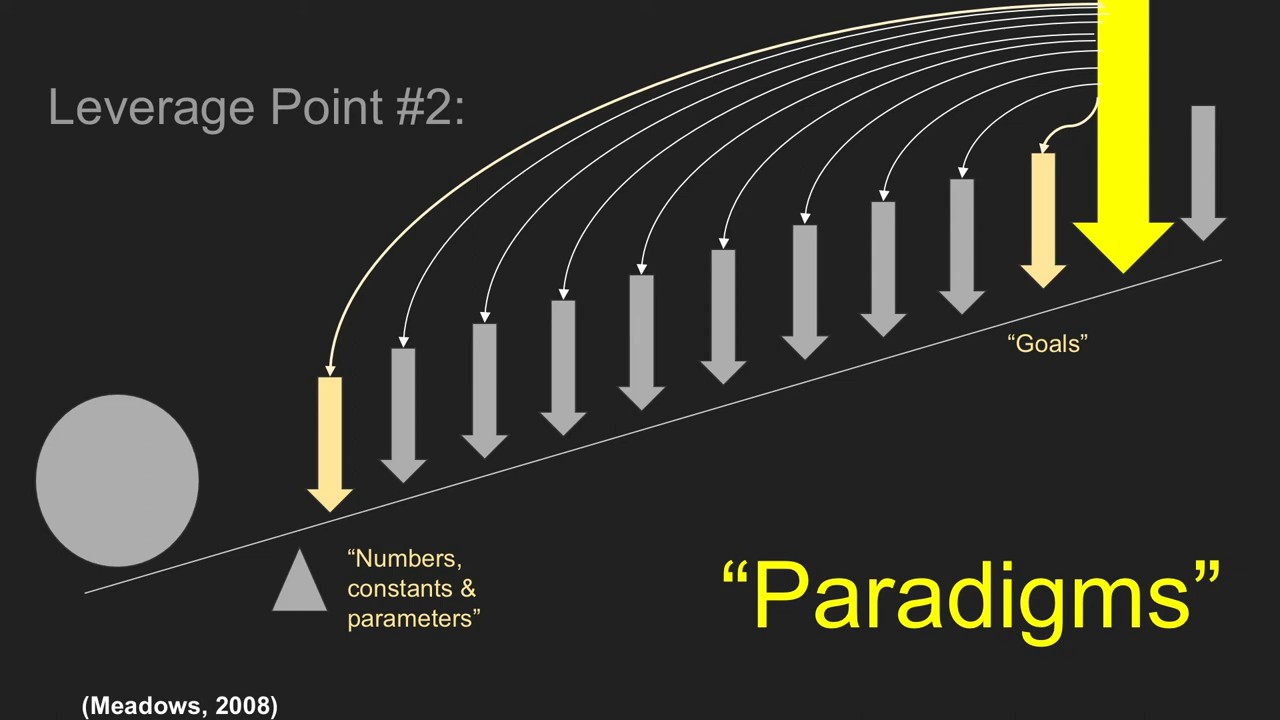 Leverage Point #2:
“Goals”
“Numbers,
constants &
parameters”
“Paradigms”
(Meadows, 2008)